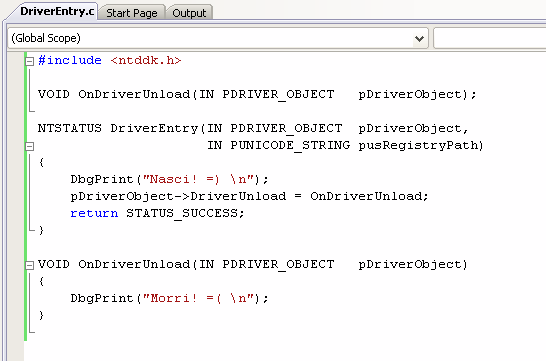 DriverEntry.c Start Page Output
(Global Scope)
#include <ntddk.h>
VOID OnDriverUnload(IN PDRIVER_OBJECT   pDriverObject);
NTSTATUS DriverEntry(IN PDRIVER_OBJECT  pDriverObject,
                     IN PUNICODE_STRING pusRegistryPath)
{
    DbgPrint("Nasci! =) \n");
    pDriverObject->DriverUnload = OnDriverUnload;
    return STATUS_SUCCESS;
}
VOID OnDriverUnload(IN PDRIVER_OBJECT   pDriverObject)
{
    DbgPrint("Morri! =( \n");
}